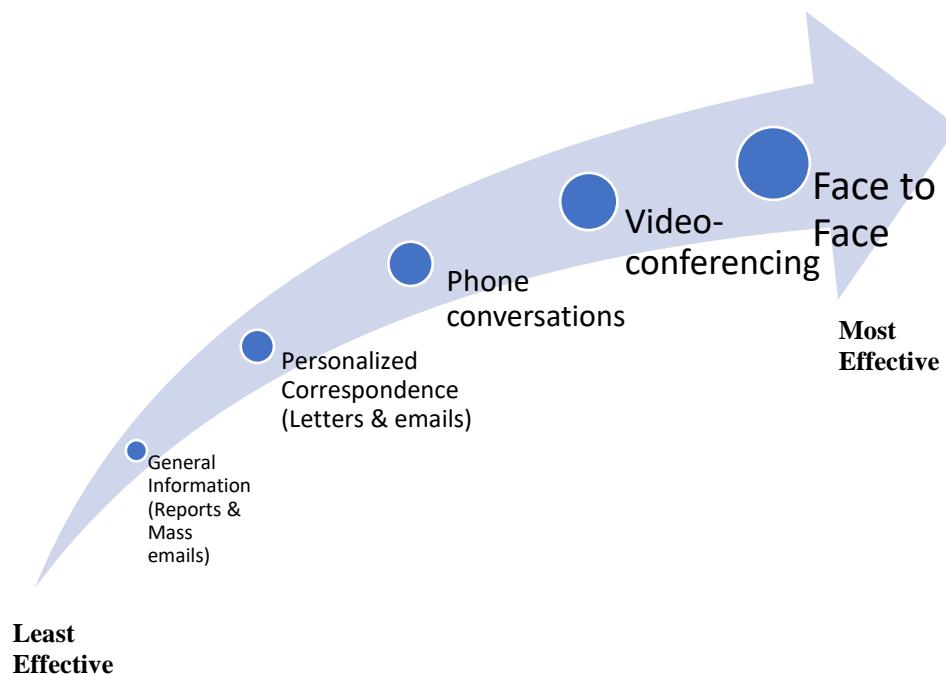 Face to
Face
Video-
conferencing
Phone
conversations
Most
Effective
Personalized
Correspondence
(Letters & emails)
General
Information
(Reports &
Mass
emails)
Least
Effective